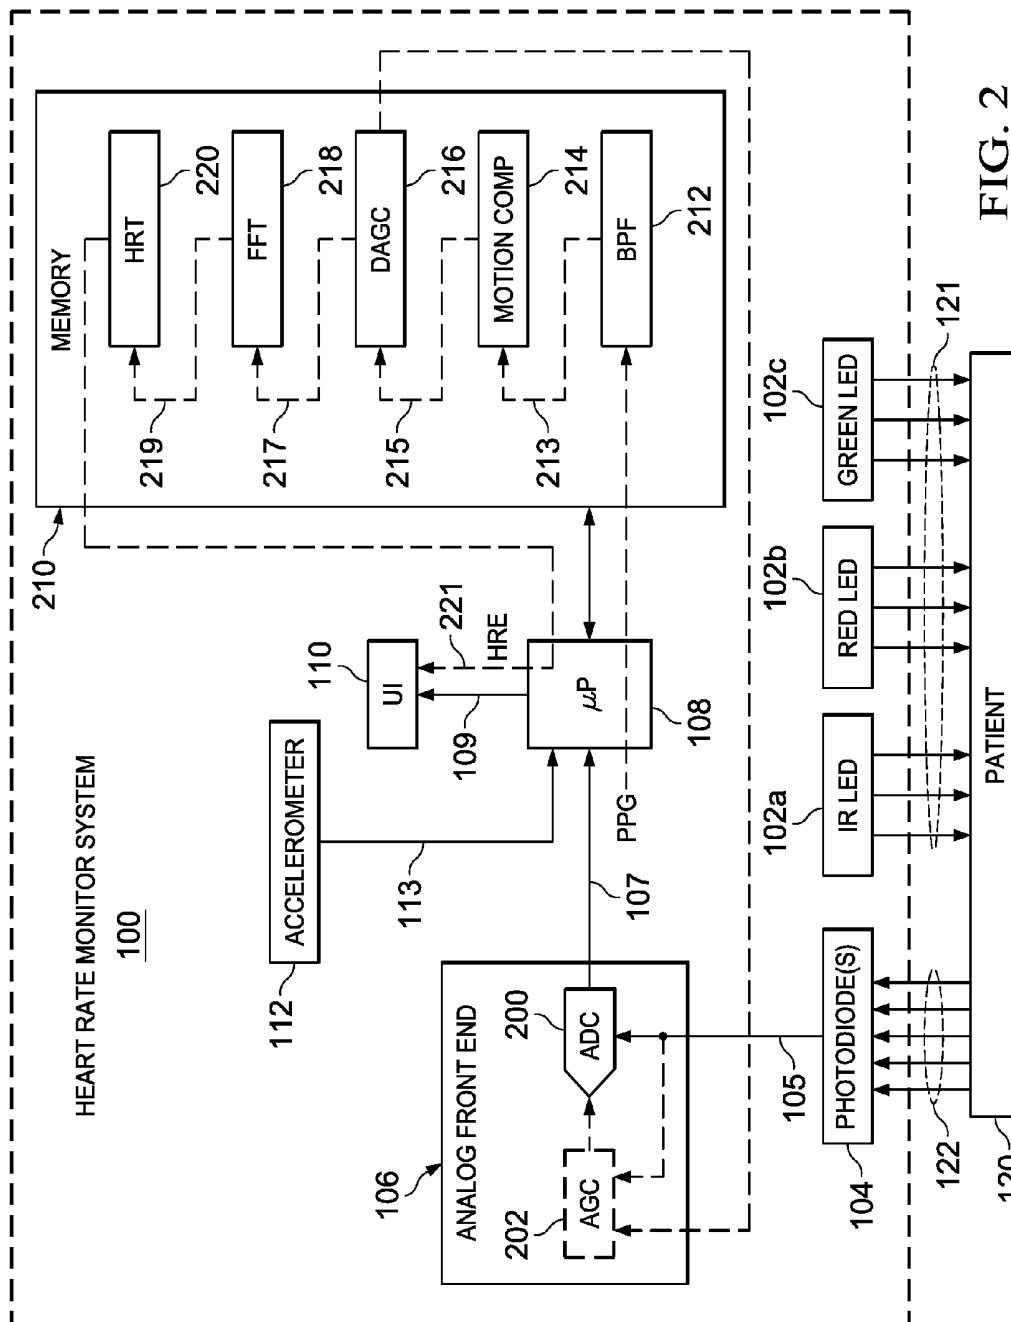 HEART RATE MONITOR SYSTEM
100
ACCELEROMETER
112
113
UI
110
109
221
HRE
μP
108
107
PPG
MEMORY
210
HRT
220
219
FFT
218
217
DAGC
216
215
MOTION COMP
214
213
BPF
212
ANALOG FRONT END
106
AGC
202
ADC
200
105
PHOTODIODE(S)
104
IR LED
102a
RED LED
102b
GREEN LED
102c
122
121
PATIENT
120
FIG. 2